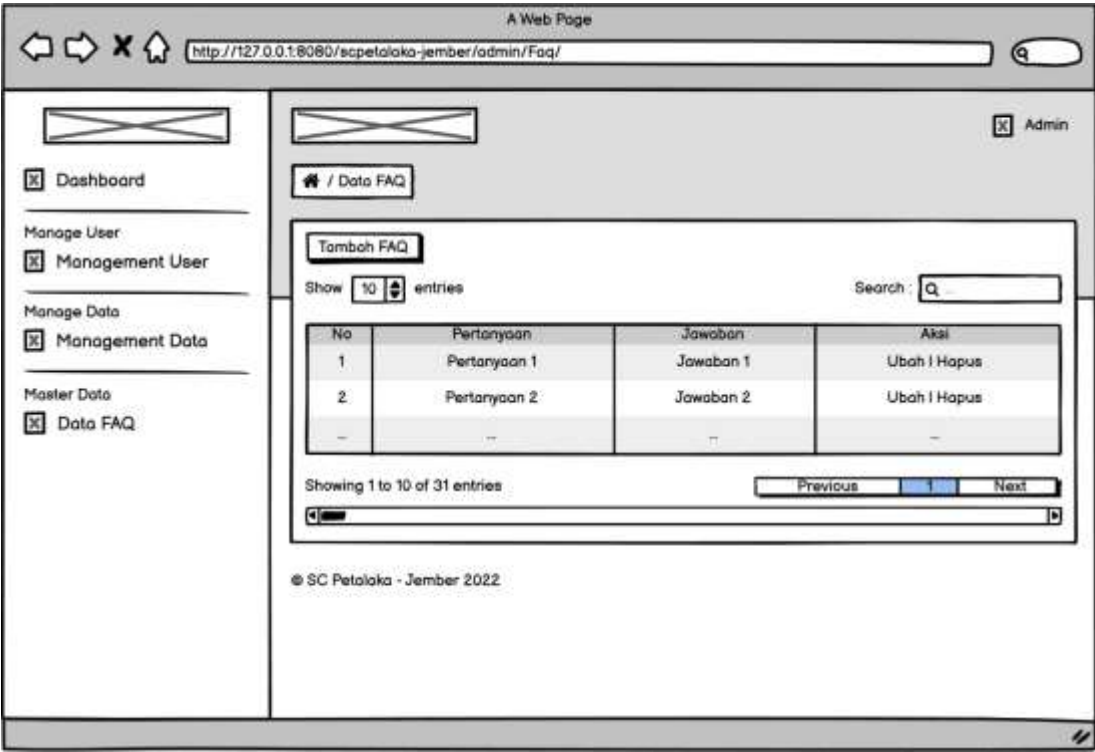 A Web Page
http://127.0.0.1:8080/scpetaloka-jember/admin/Faq/
Admin
Dashboard
/ Data FAQ
Manage User
Management User
Manage Data
Management Data
Master Data
Data FAQ
Tambah FAQ
Show 10 entries
Search : ...
No Pertanyaan Jawaban Aksi
1 Pertanyaan 1 Jawaban 1 Ubah | Hapus
2 Pertanyaan 2 Jawaban 2 Ubah | Hapus
... ... ... ...
Showing 1 to 10 of 31 entries
Previous 1 Next
© SC Petaloka - Jember 2022